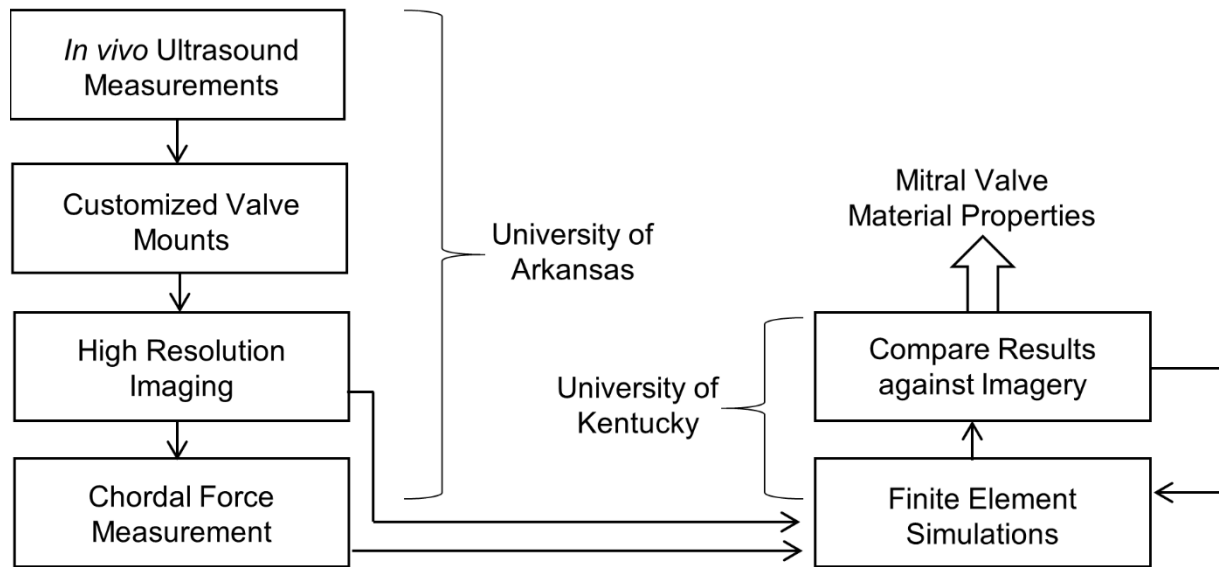 In vivo Ultrasound
Measurements
Customized Valve
Mounts
High Resolution
Imaging
Chordal Force
Measurement
University of
Arkansas
University of
Kentucky
Mitral Valve
Material Properties
Compare Results
against Imagery
Finite Element
Simulations